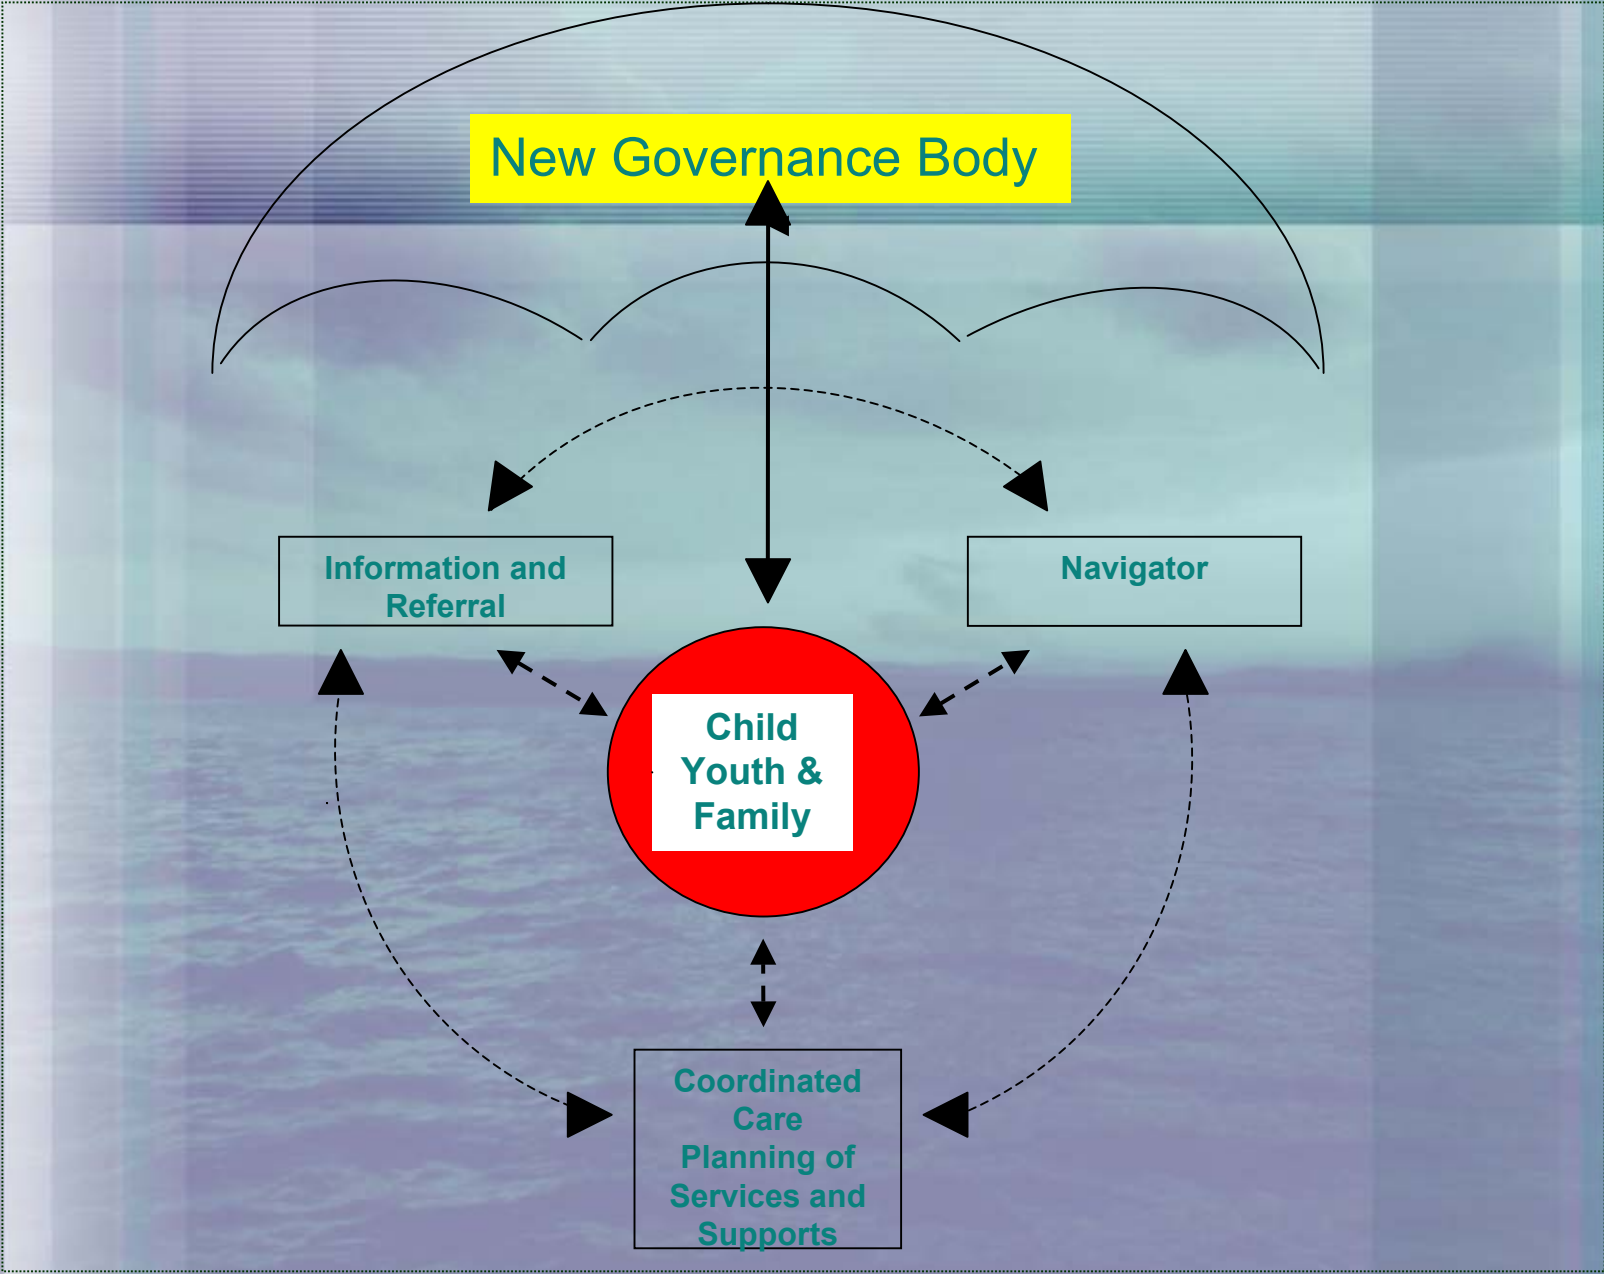 New Governance Body
Information and
Referral
Navigator
Child
Youth &
Family
Coordinated
Care
Planning of
Services and
Supports